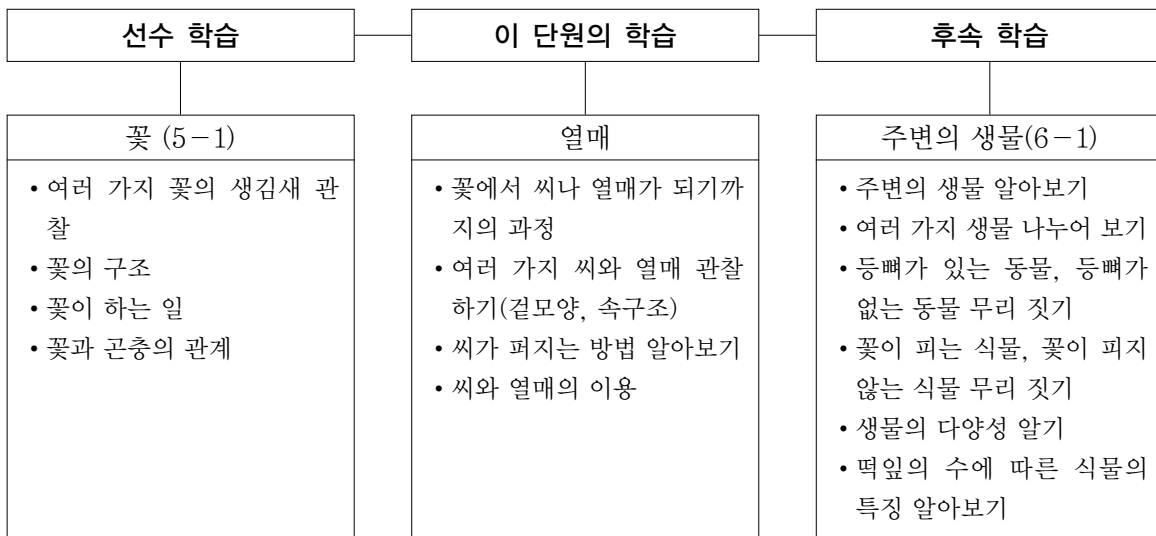 선수 학습
이 단원의 학습
후속 학습
꽃 (5－1)
• 여러 가지 꽃의 생김새 관
찰
• 꽃의 구조
• 꽃이 하는 일
• 꽃과 곤충의 관계
열매
• 꽃에서 씨나 열매가 되기까
지의 과정
• 여러 가지 씨와 열매 관찰
하기(겉모양, 속구조)
• 씨가 퍼지는 방법 알아보기
• 씨와 열매의 이용
주변의 생물(6－1)
• 주변의 생물 알아보기
• 여러 가지 생물 나누어 보기
• 등뼈가 있는 동물, 등뼈가
없는 동물 무리 짓기
• 꽃이 피는 식물, 꽃이 피지
않는 식물 무리 짓기
• 생물의 다양성 알기
• 떡잎의 수에 따른 식물의
특징 알아보기